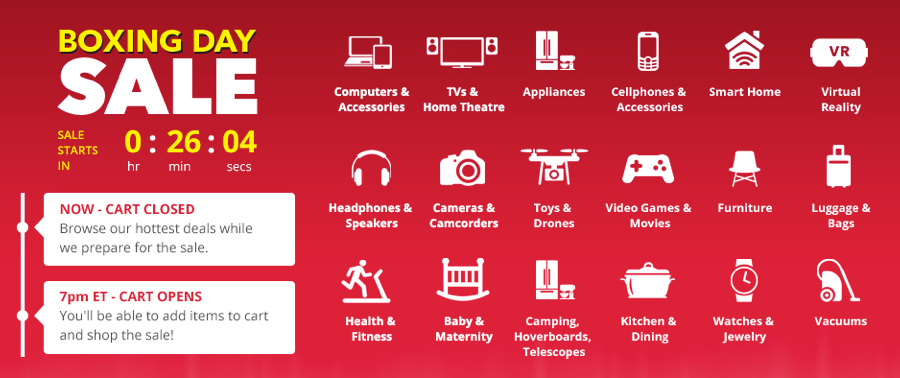 BOXING DAY
SALE
SALE
STARTS
IN
0 : 26 : 04
hr min secs
NOW - CART CLOSED
Browse our hottest deals while
we prepare for the sale.
7pm ET - CART OPENS
You'll be able to add items to cart
and shop the sale!
Computers &
Accessories
TVs &
Home Theatre
Appliances
Cellphones &
Accessories
Smart Home
VR
Virtual
Reality
Headphones &
Speakers
Cameras &
Camcorders
Toys &
Drones
Video Games &
Movies
Furniture
Luggage &
Bags
Health &
Fitness
Baby &
Maternity
Camping,
Hoverboards,
Telescopes
Kitchen &
Dining
Watches &
Jewelry
Vacuums